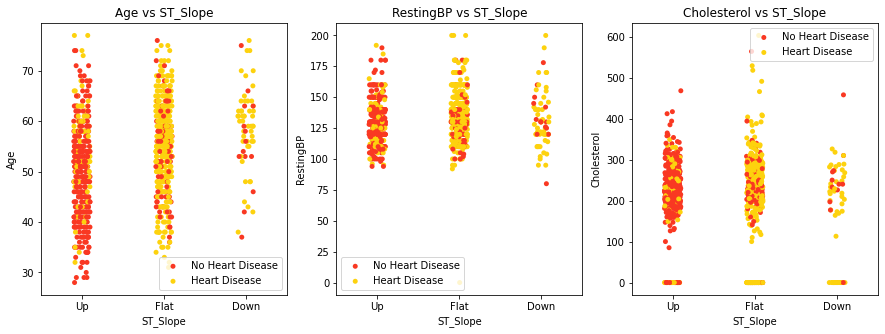 Age vs ST_Slope
Age
70
60
50
40
30
Up
Flat
Down
ST_Slope
No Heart Disease
Heart Disease
RestingBP vs ST_Slope
RestingBP
200
175
150
125
100
75
50
25
0
Up
Flat
Down
ST_Slope
No Heart Disease
Heart Disease
Cholesterol vs ST_Slope
Cholesterol
600
500
400
300
200
100
0
Up
Flat
Down
ST_Slope
No Heart Disease
Heart Disease